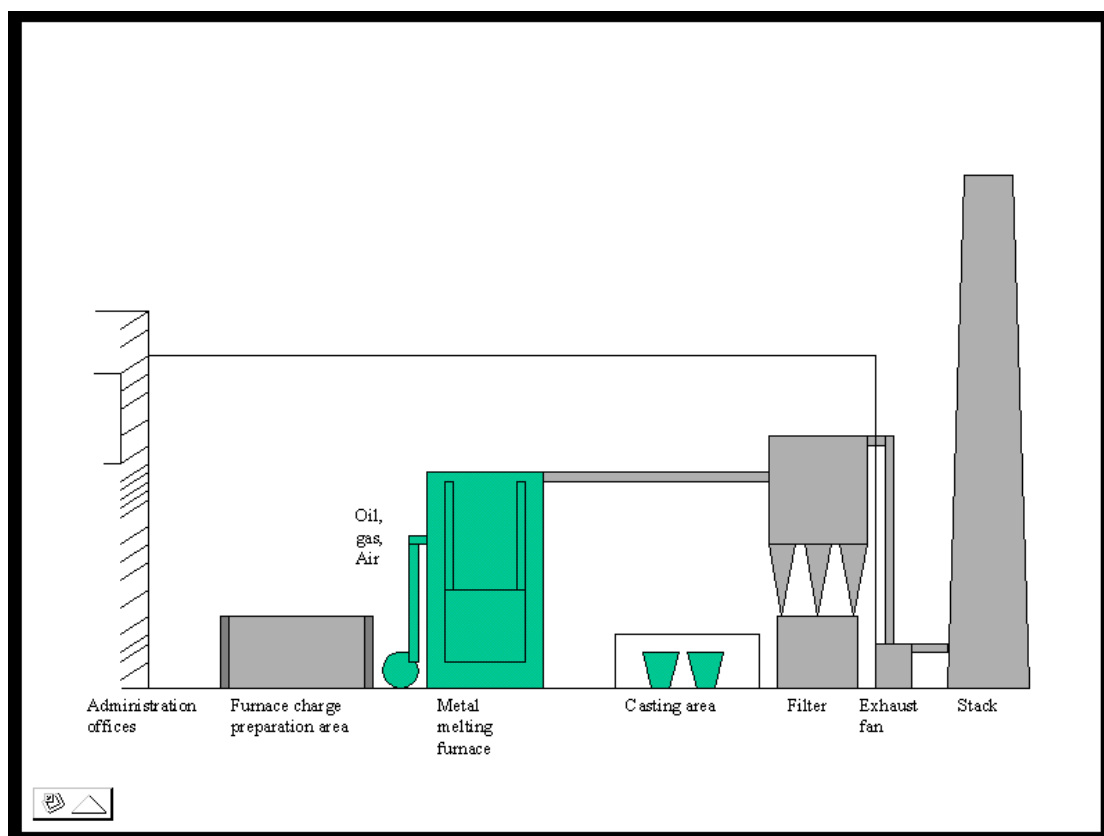 Oil,
gas,
Air
Administration
offices
Furnace charge
preparation area
Metal
melting
furnace
Casting area
Filter
Exhaust
fan
Stack